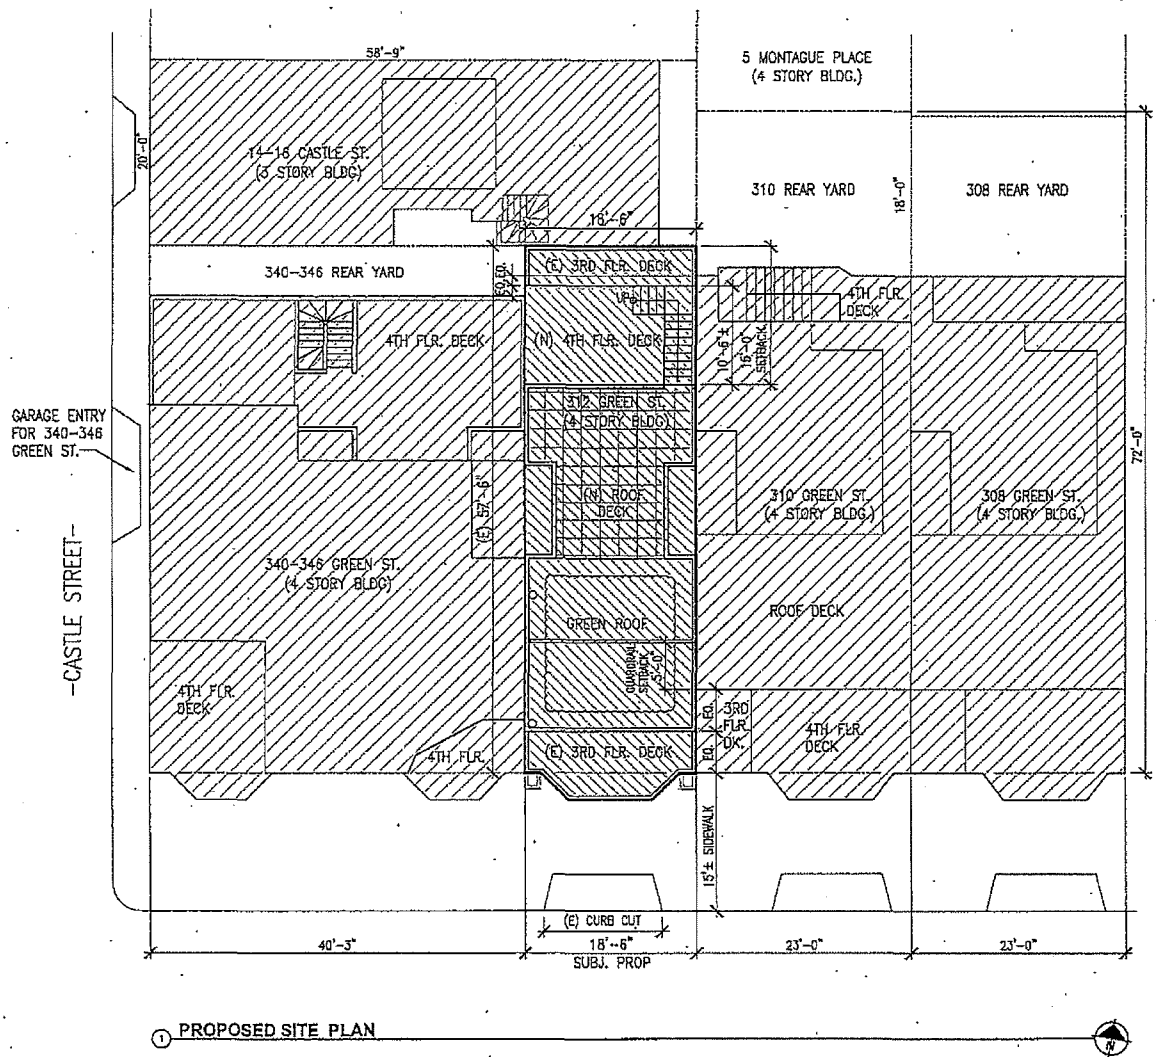 58'-9"
5 MONTAGUE PLACE
(4 STORY BLDG.)
20'-0"
14-18 CASTLE ST.
(3 STORY BLDG)
310 REAR YARD
18'-0"
308 REAR YARD
18'-6"
340-346 REAR YARD
EQ.
EQ.
(E) 3RD FLR. DECK
UP
4TH FLR.
DECK
4TH FLR. DECK
(N) 4TH FLR. DECK
10'-6"±
16'-0"
SETBACK
312 GREEN ST.
(4 STORY BLDG)
GARAGE ENTRY
FOR 340-346
GREEN ST.
72'-0"
(E) 57'-6"
(N) ROOF
DECK
310 GREEN ST.
(4 STORY BLDG.)
308 GREEN ST.
(4 STORY BLDG.)
-CASTLE STREET-
340-346 GREEN ST.
(4 STORY BLDG)
GREEN ROOF
ROOF DECK
GUARDRAIL
SETBACK
5'-0"
4TH FLR.
DECK
EQ.
3RD
FLR
DK.
4TH FLR.
DECK
4TH FLR.
(E) 3RD FLR. DECK
EQ.
15'± SIDEWALK
(E) CURB CUT
40'-3"
18'-6"
23'-0"
23'-0"
SUBJ. PROP
1 PROPOSED SITE PLAN
N